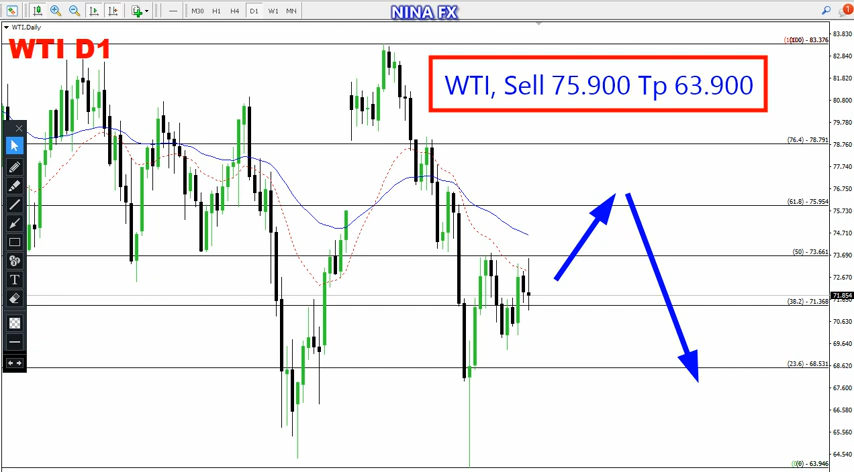 M30 H1 H4 D1 W1 MN
NINA FX
WTI,Daily
WTI D1
WTI, Sell 75.900 Tp 63.900
(100) - 83.376
(76.4) - 78.791
(61.8) - 75.954
(50) - 73.661
(38.2) - 71.368
(23.6) - 68.531
(0) - 63.946
83.830
82.840
81.820
80.800
79.780
78.760
77.740
76.750
75.730
74.710
73.690
72.670
71.854
70.630
69.640
68.620
67.600
66.580
65.560
64.540
T
1